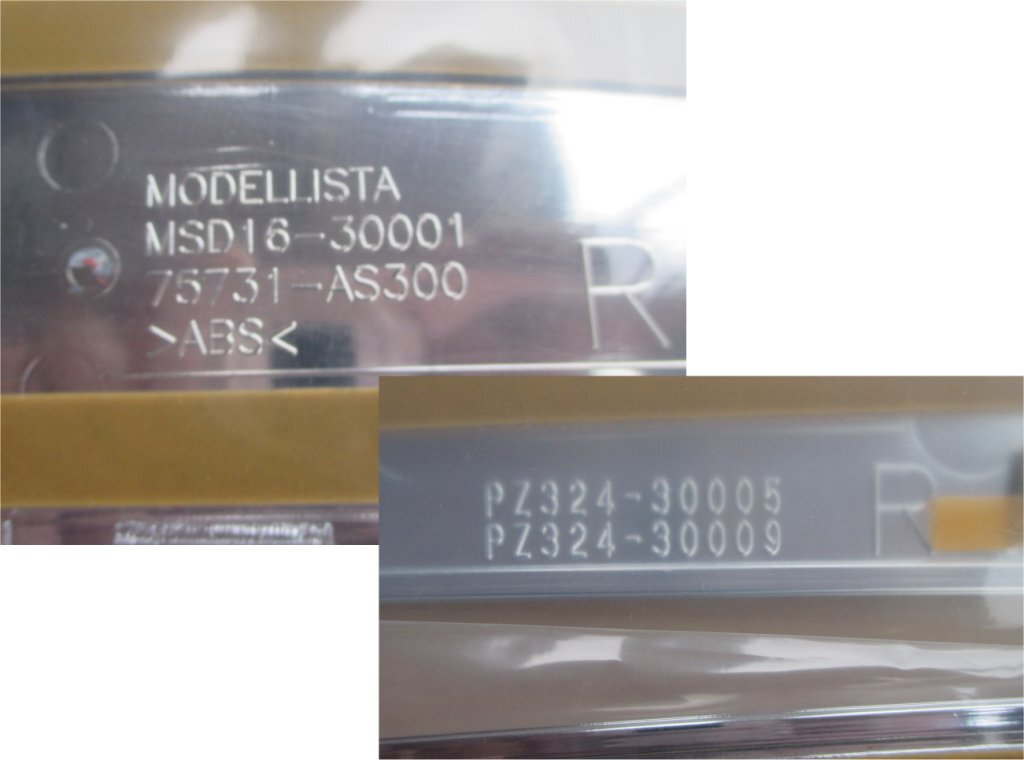 MODELLISTA
MSD16-30001
75731-AS300
>ABS<
R
PZ324-30005
PZ324-30009
R